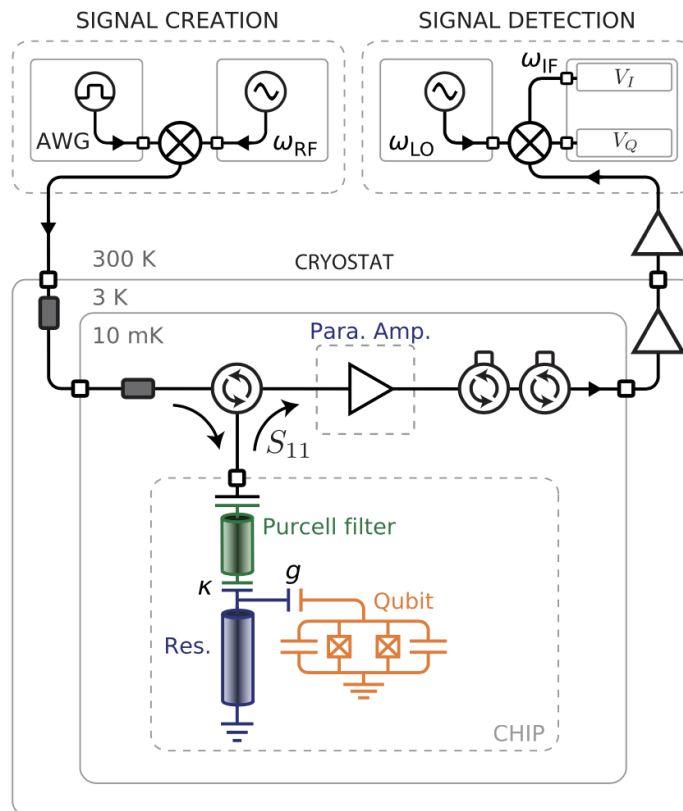 SIGNAL CREATION
SIGNAL DETECTION
AWG
ω_RF
ω_LO
ω_IF
V_I
V_Q
300 K
CRYOSTAT
3 K
10 mK
Para. Amp.
S_11
Purcell filter
κ
g
Qubit
Res.
CHIP